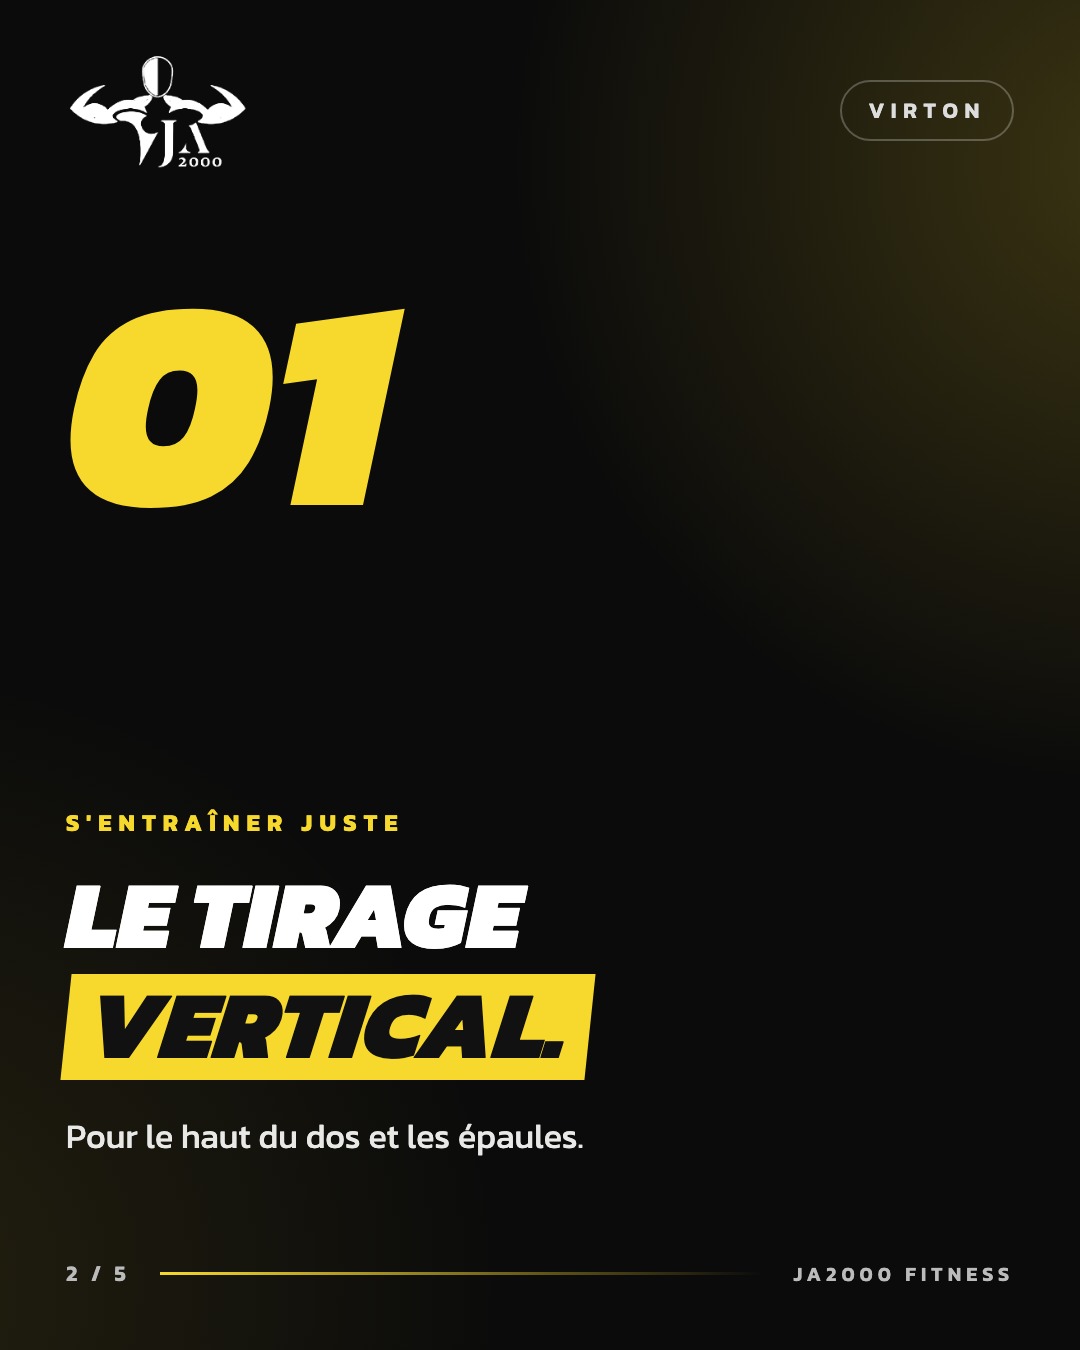 JA
2000
VIRTON
01
S'ENTRAÎNER JUSTE
LE TIRAGE
VERTICAL.
Pour le haut du dos et les épaules.
2 / 5
JA2000 FITNESS